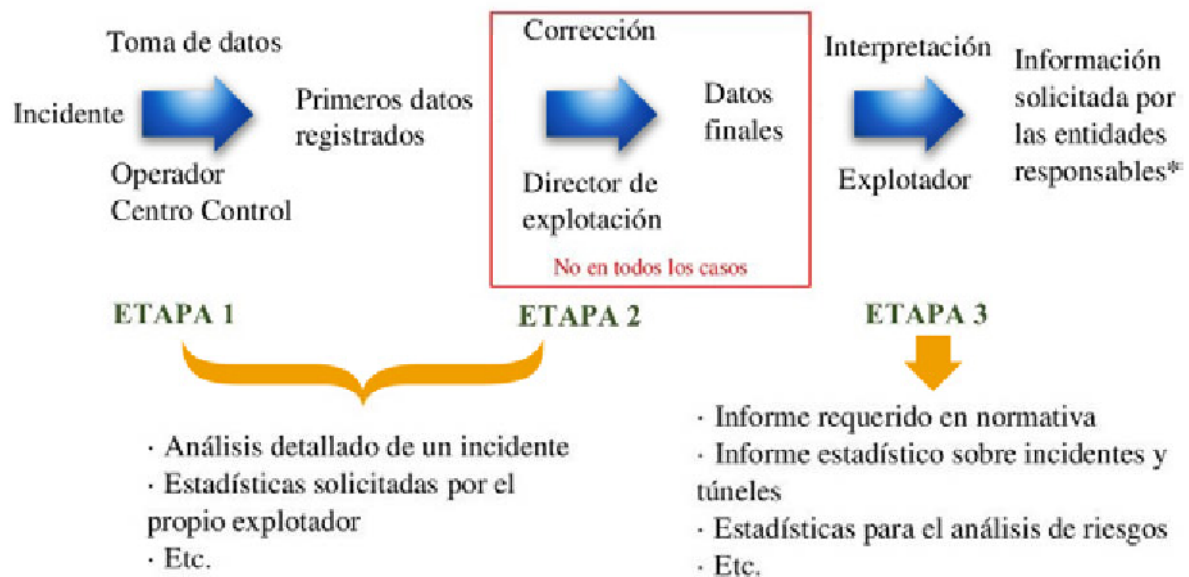 Toma de datos
Incidente
Operador
Centro Control
Primeros datos
registrados
Corrección
Director de
explotación
Datos
finales
No en todos los casos
Interpretación
Explotador
Información
solicitada por
las entidades
responsables*
ETAPA 1
ETAPA 2
ETAPA 3
· Análisis detallado de un incidente
· Estadísticas solicitadas por el
propio explotador
· Etc.
· Informe requerido en normativa
· Informe estadístico sobre incidentes y
túneles
· Estadísticas para el análisis de riesgos
· Etc.